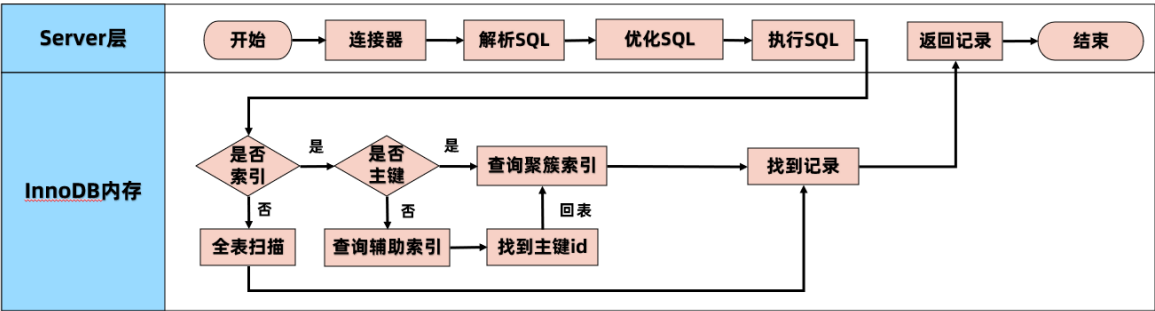 Server层
开始
连接器
解析SQL
优化SQL
执行SQL
返回记录
结束
InnoDB内存
是否
索引
是
是否
主键
是
查询聚簇索引
找到记录
否
否
回表
全表扫描
查询辅助索引
找到主键id